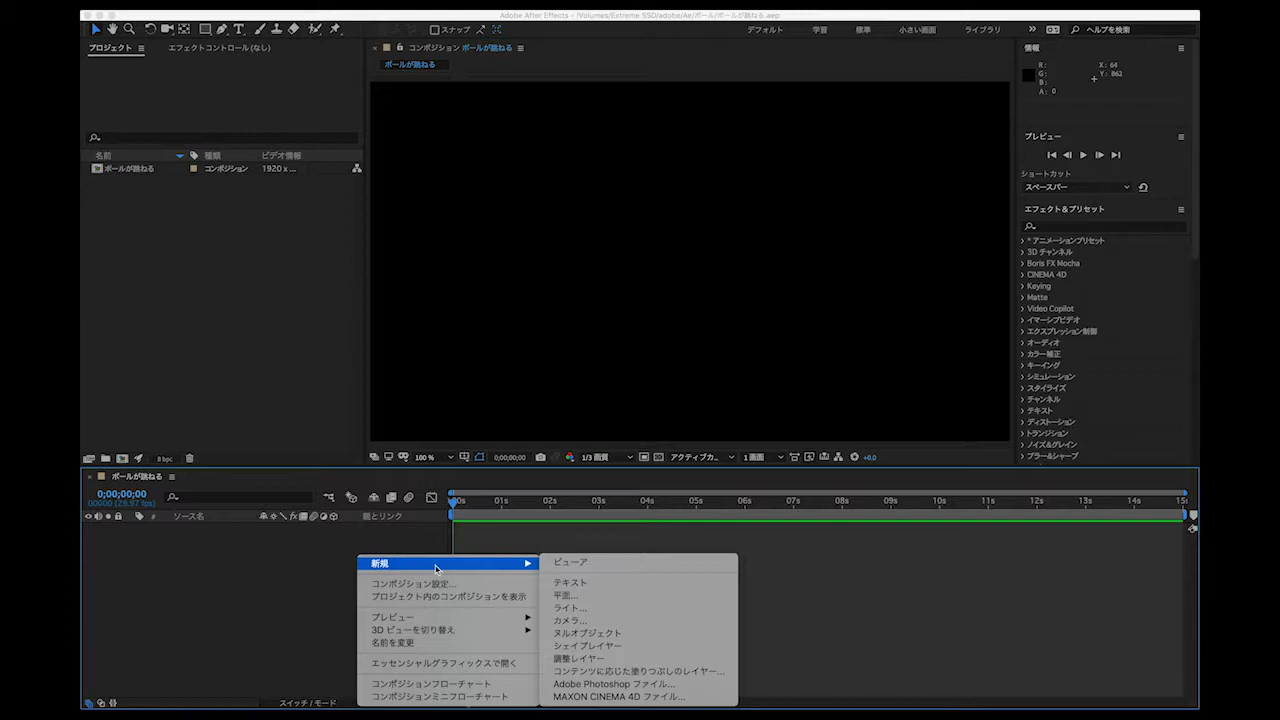 Adobe After Effects - /Volumes/Extreme SSD/adobe/Ae/ボール/ボールが跳ねる.aep
スナップ
デフォルト
学習
標準
小さい画面
ライブラリ
ヘルプを検索
プロジェクト
エフェクトコントロール (なし)
コンポジション ボールが跳ねる
ボールが跳ねる
情報
R:
G:
B:
A: 0
X: 64
Y: 862
名前
種類
ビデオ情報
ボールが跳ねる
コンポジション
1920 x ...
プレビュー
ショートカット
スペースバー
エフェクト&プリセット
* アニメーションプリセット
3D チャンネル
Boris FX Mocha
CINEMA 4D
Keying
Matte
Video Copilot
イマーシブビデオ
エクスプレッション制御
オーディオ
カラー補正
キーイング
シミュレーション
スタイライズ
チャンネル
テキスト
ディストーション
トランジション
ノイズ&グレイン
ブラー&シャープ
8 bpc
100 %
0;00;00;00
1/3 画質
アクティブカ...
1 画面
+0.0
ボールが跳ねる
0;00;00;00
00000 (29.97 fps)
:00s
01s
02s
03s
04s
05s
06s
07s
08s
09s
10s
11s
12s
13s
14s
15s
#
ソース名
fx
親とリンク
新規
コンポジション設定...
プロジェクト内のコンポジションを表示
プレビュー
3D ビューを切り替え
名前を変更
エッセンシャルグラフィックスで開く
コンポジションフローチャート
コンポジションミニフローチャート
ビューア
テキスト
平面...
ライト...
カメラ...
ヌルオブジェクト
シェイプレイヤー
調整レイヤー
コンテンツに応じた塗りつぶしのレイヤー...
Adobe Photoshop ファイル...
MAXON CINEMA 4D ファイル...
スイッチ / モード